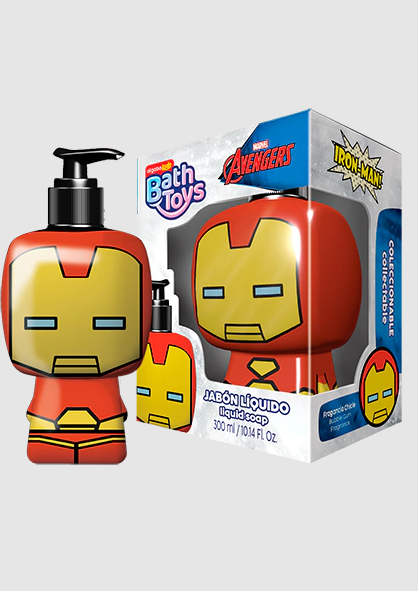 algabo kids
Bath
Toys
MARVEL
AVENGERS
IRON-MAN!
COLECCIONABLE
collectable
JABÓN LÍQUIDO
liquid soap
300 ml / 10.14 Fl. Oz.
Fragancia Chicle
Bubble Gum
Fragrance